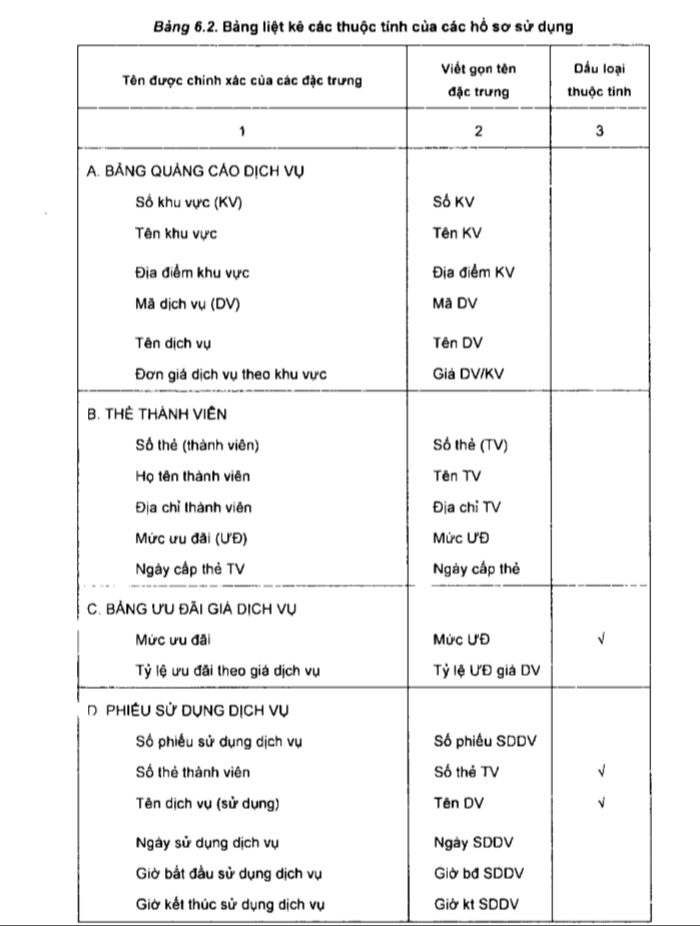 Bảng 6.2. Bảng liệt kê các thuộc tính của các hồ sơ sử dụng
Tên được chính xác của các đặc trưng
Viết gọn tên
đặc trưng
Dấu loại
thuộc tính
1
2
3
A. BẢNG QUẢNG CÁO DỊCH VỤ
Số khu vực (KV)
Số KV
Tên khu vực
Tên KV
Địa điểm khu vực
Địa điểm KV
Mã dịch vụ (DV)
Mã DV
Tên dịch vụ
Tên DV
Đơn giá dịch vụ theo khu vực
Giá DV/KV
B. THẺ THÀNH VIÊN
Số thẻ (thành viên)
Số thẻ (TV)
Họ tên thành viên
Tên TV
Địa chỉ thành viên
Địa chỉ TV
Mức ưu đãi (ƯĐ)
Mức ƯĐ
Ngày cấp thẻ TV
Ngày cấp thẻ
C. BẢNG ƯU ĐÃI GIÁ DỊCH VỤ
Mức ưu đãi
Mức ƯĐ
√
Tỷ lệ ưu đãi theo giá dịch vụ
Tỷ lệ ƯĐ giá DV
D PHIẾU SỬ DỤNG DỊCH VỤ
Số phiếu sử dụng dịch vụ
Số phiếu SDDV
Số thẻ thành viên
Số thẻ TV
√
Tên dịch vụ (sử dụng)
Tên DV
√
Ngày sử dụng dịch vụ
Ngày SDDV
Giờ bắt đầu sử dụng dịch vụ
Giờ bđ SDDV
Giờ kết thúc sử dụng dịch vụ
Giờ kt SDDV